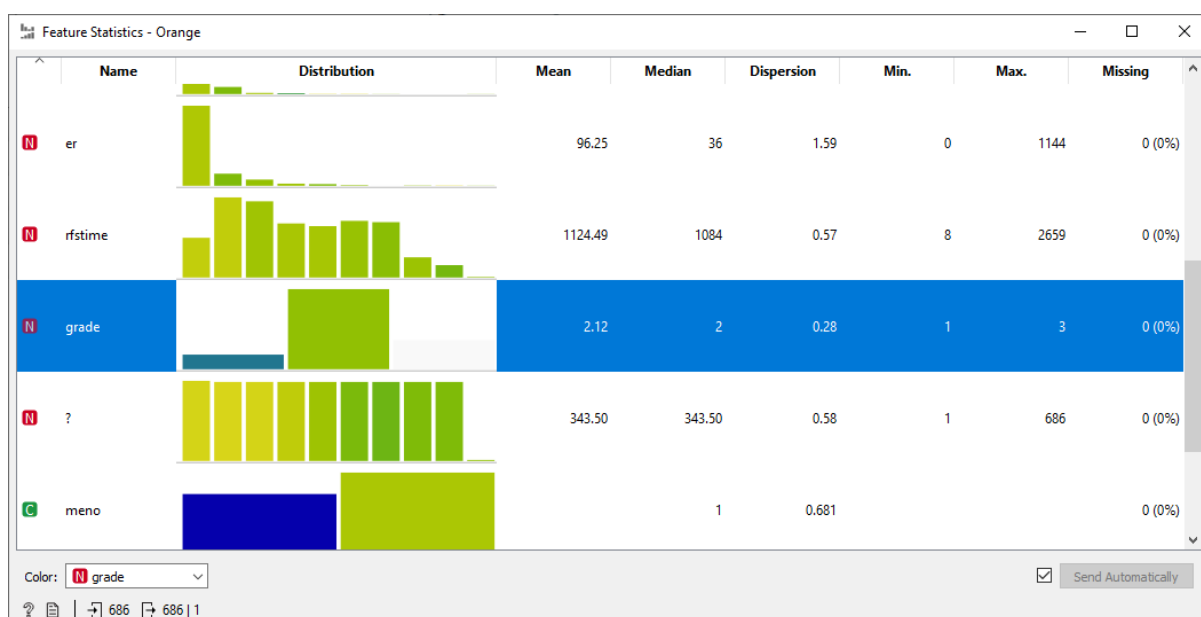 Feature Statistics - Orange
Name Distribution Mean Median Dispersion Min. Max. Missing
N er 96.25 36 1.59 0 1144 0 (0%)
N rfstime 1124.49 1084 0.57 8 2659 0 (0%)
N grade 2.12 2 0.28 1 3 0 (0%)
N ? 343.50 343.50 0.58 1 686 0 (0%)
C meno 1 0.681 0 (0%)
Color: N grade Send Automatically
? 686 686 | 1